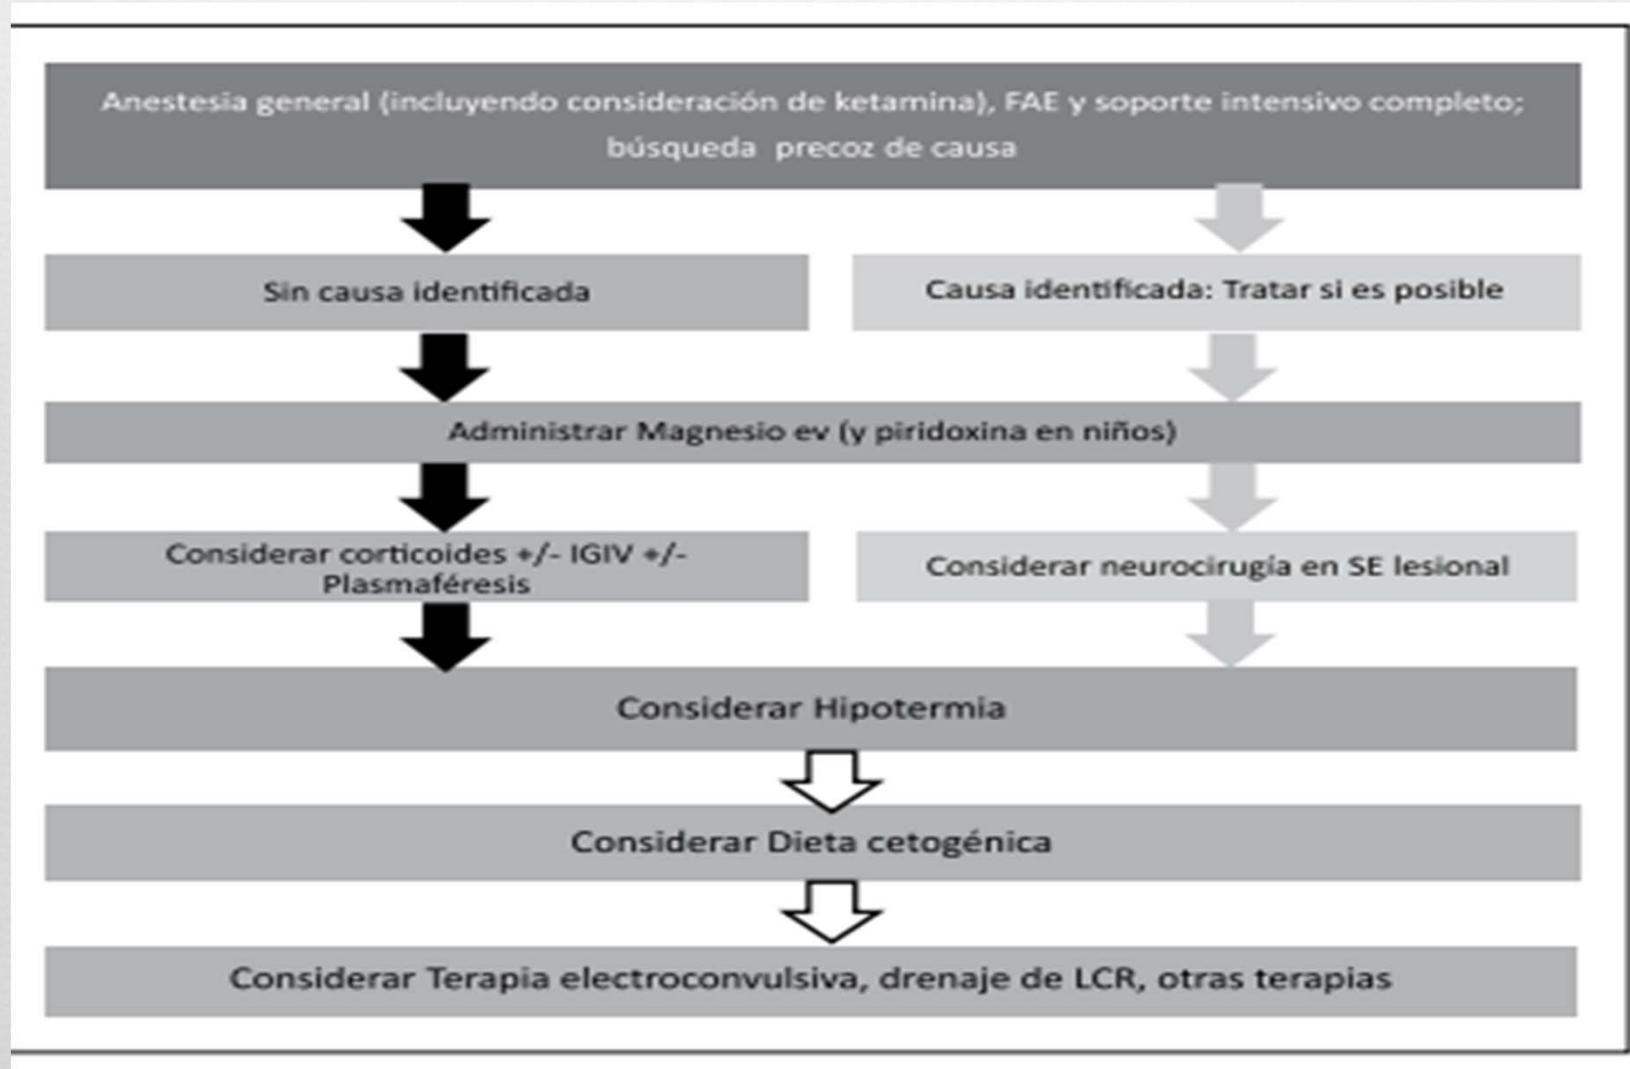 Anestesia general (incluyendo consideración de ketamina), FAE y soporte intensivo completo;
búsqueda precoz de causa
Sin causa identificada
Causa identificada: Tratar si es posible
Administrar Magnesio ev (y piridoxina en niños)
Considerar corticoides +/- IGIV +/-
Plasmaféresis
Considerar neurocirugía en SE lesional
Considerar Hipotermia
Considerar Dieta cetogénica
Considerar Terapia electroconvulsiva, drenaje de LCR, otras terapias